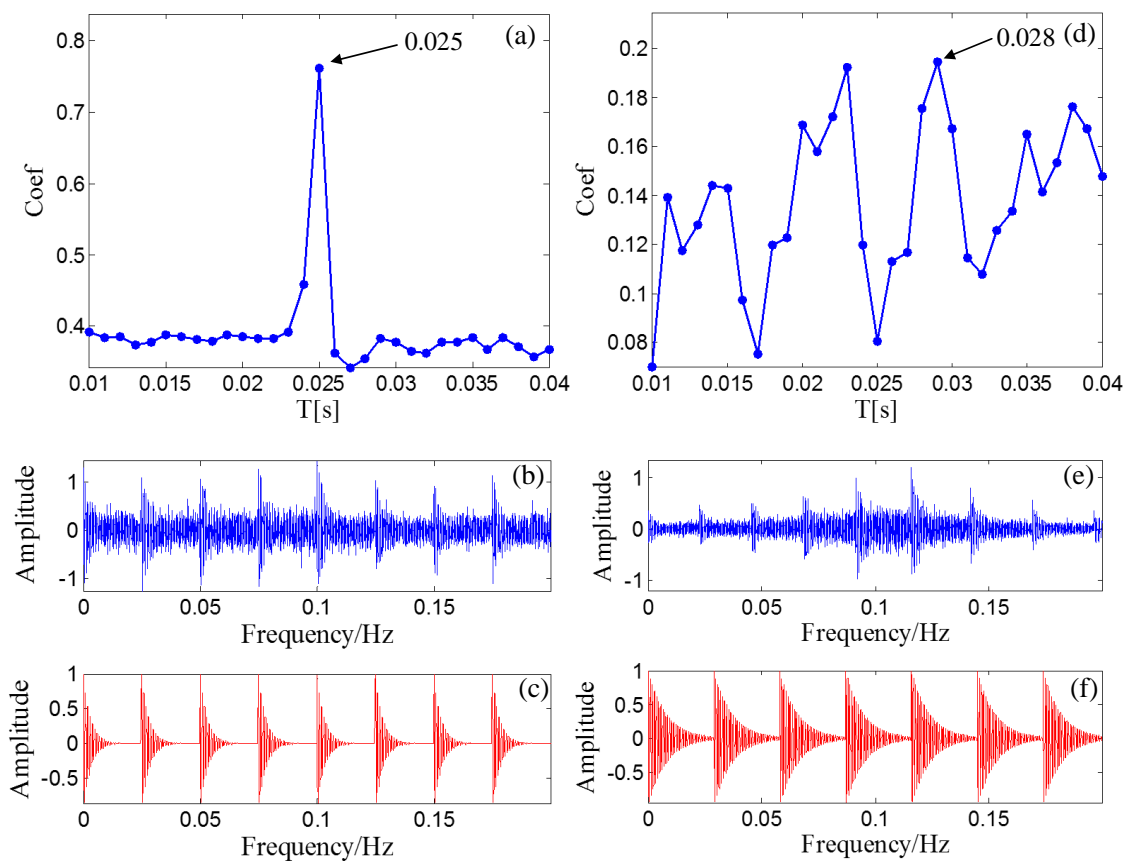 (a)
0.025
0.8
0.7
0.6
0.5
0.4
Coef
0.01 0.015 0.02 0.025 0.03 0.035 0.04
T[s]
(d)
0.028
0.2
0.18
0.16
0.14
0.12
0.1
0.08
Coef
0.01 0.015 0.02 0.025 0.03 0.035 0.04
T[s]
(b)
1
0
-1
Amplitude
0 0.05 0.1 0.15
Frequency/Hz
(e)
1
0
-1
Amplitude
0 0.05 0.1 0.15
Frequency/Hz
(c)
1
0.5
0
-0.5
Amplitude
0 0.05 0.1 0.15
Frequency/Hz
(f)
1
0.5
0
-0.5
Amplitude
0 0.05 0.1 0.15
Frequency/Hz